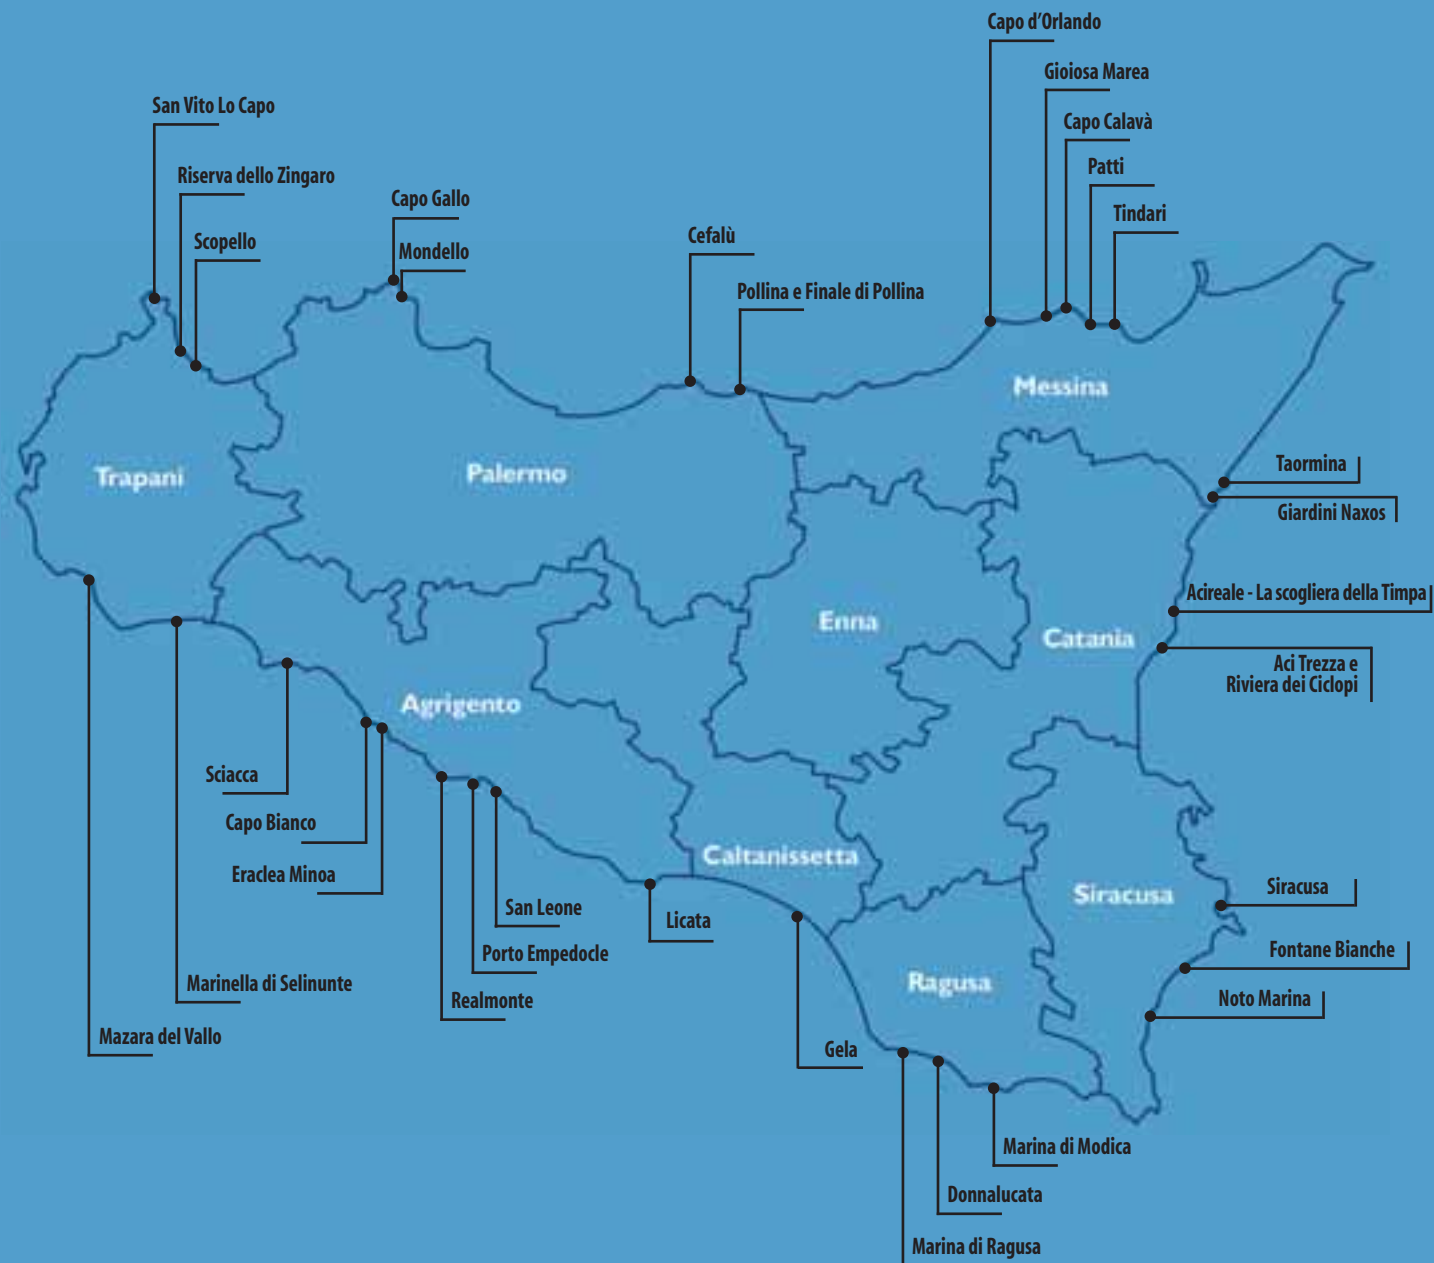 Capo d'Orlando
Gioiosa Marea
San Vito Lo Capo
Capo Calavà
Patti
Riserva dello Zingaro
Capo Gallo
Tindari
Scopello
Cefalù
Mondello
Pollina e Finale di Pollina
Messina
Taormina
Trapani
Palermo
Giardini Naxos
Acireale - La scogliera della Timpa
Enna
Catania
Aci Trezza e
Riviera dei Ciclopi
Agrigento
Sciacca
Capo Bianco
Caltanissetta
Eraclea Minoa
Siracusa
Siracusa
San Leone
Licata
Porto Empedocle
Fontane Bianche
Marinella di Selinunte
Ragusa
Realmonte
Noto Marina
Mazara del Vallo
Gela
Marina di Modica
Donnalucata
Marina di Ragusa